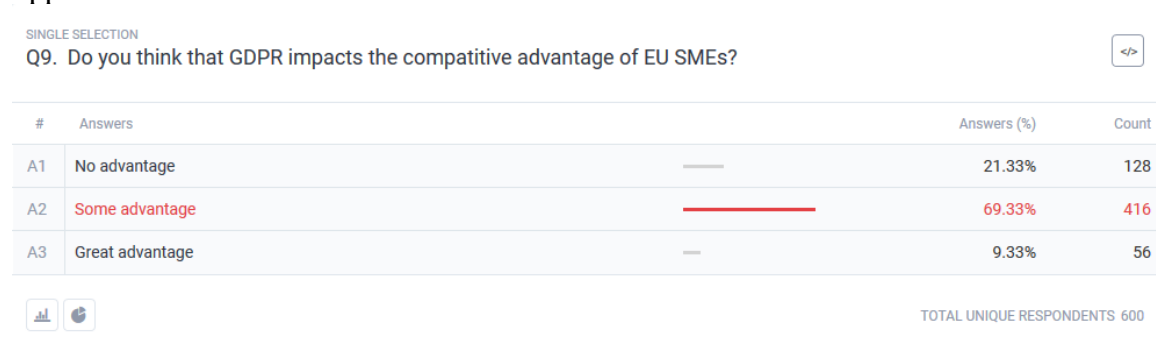 SINGLE SELECTION
Q9. Do you think that GDPR impacts the compatitive advantage of EU SMEs?
</>
# Answers Answers (%) Count
A1 No advantage 21.33% 128
A2 Some advantage 69.33% 416
A3 Great advantage 9.33% 56
TOTAL UNIQUE RESPONDENTS 600